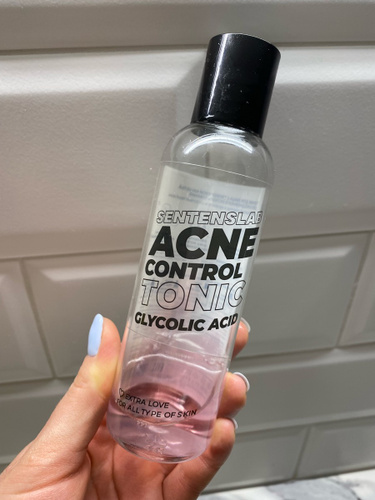 SENTENSLAB
ACNE
CONTROL
TONIC
GLYCOLIC ACID
EXTRA LOVE
FOR ALL TYPE OF SKIN